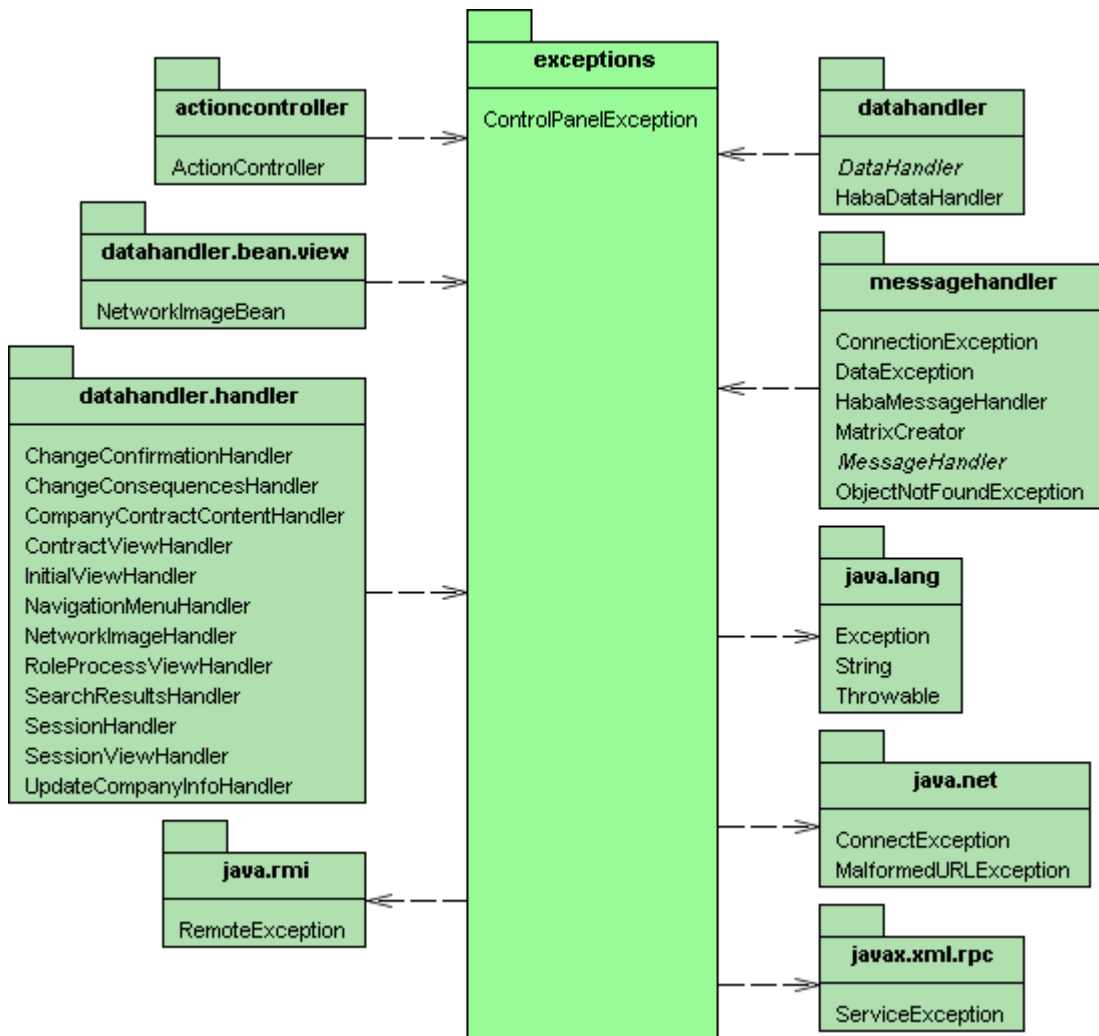 exceptions
ControlPanelException
actioncontroller
ActionController
datahandler.bean.view
NetworkImageBean
datahandler.handler
ChangeConfirmationHandler
ChangeConsequencesHandler
CompanyContractContentHandler
ContractViewHandler
InitialViewHandler
NavigationMenuHandler
NetworkImageHandler
RoleProcessViewHandler
SearchResultsHandler
SessionHandler
SessionViewHandler
UpdateCompanyInfoHandler
java.rmi
RemoteException
datahandler
DataHandler
HabaDataHandler
messagehandler
ConnectionException
DataException
HabaMessageHandler
MatrixCreator
MessageHandler
ObjectNotFoundException
java.lang
Exception
String
Throwable
java.net
ConnectException
MalformedURLException
javax.xml.rpc
ServiceException